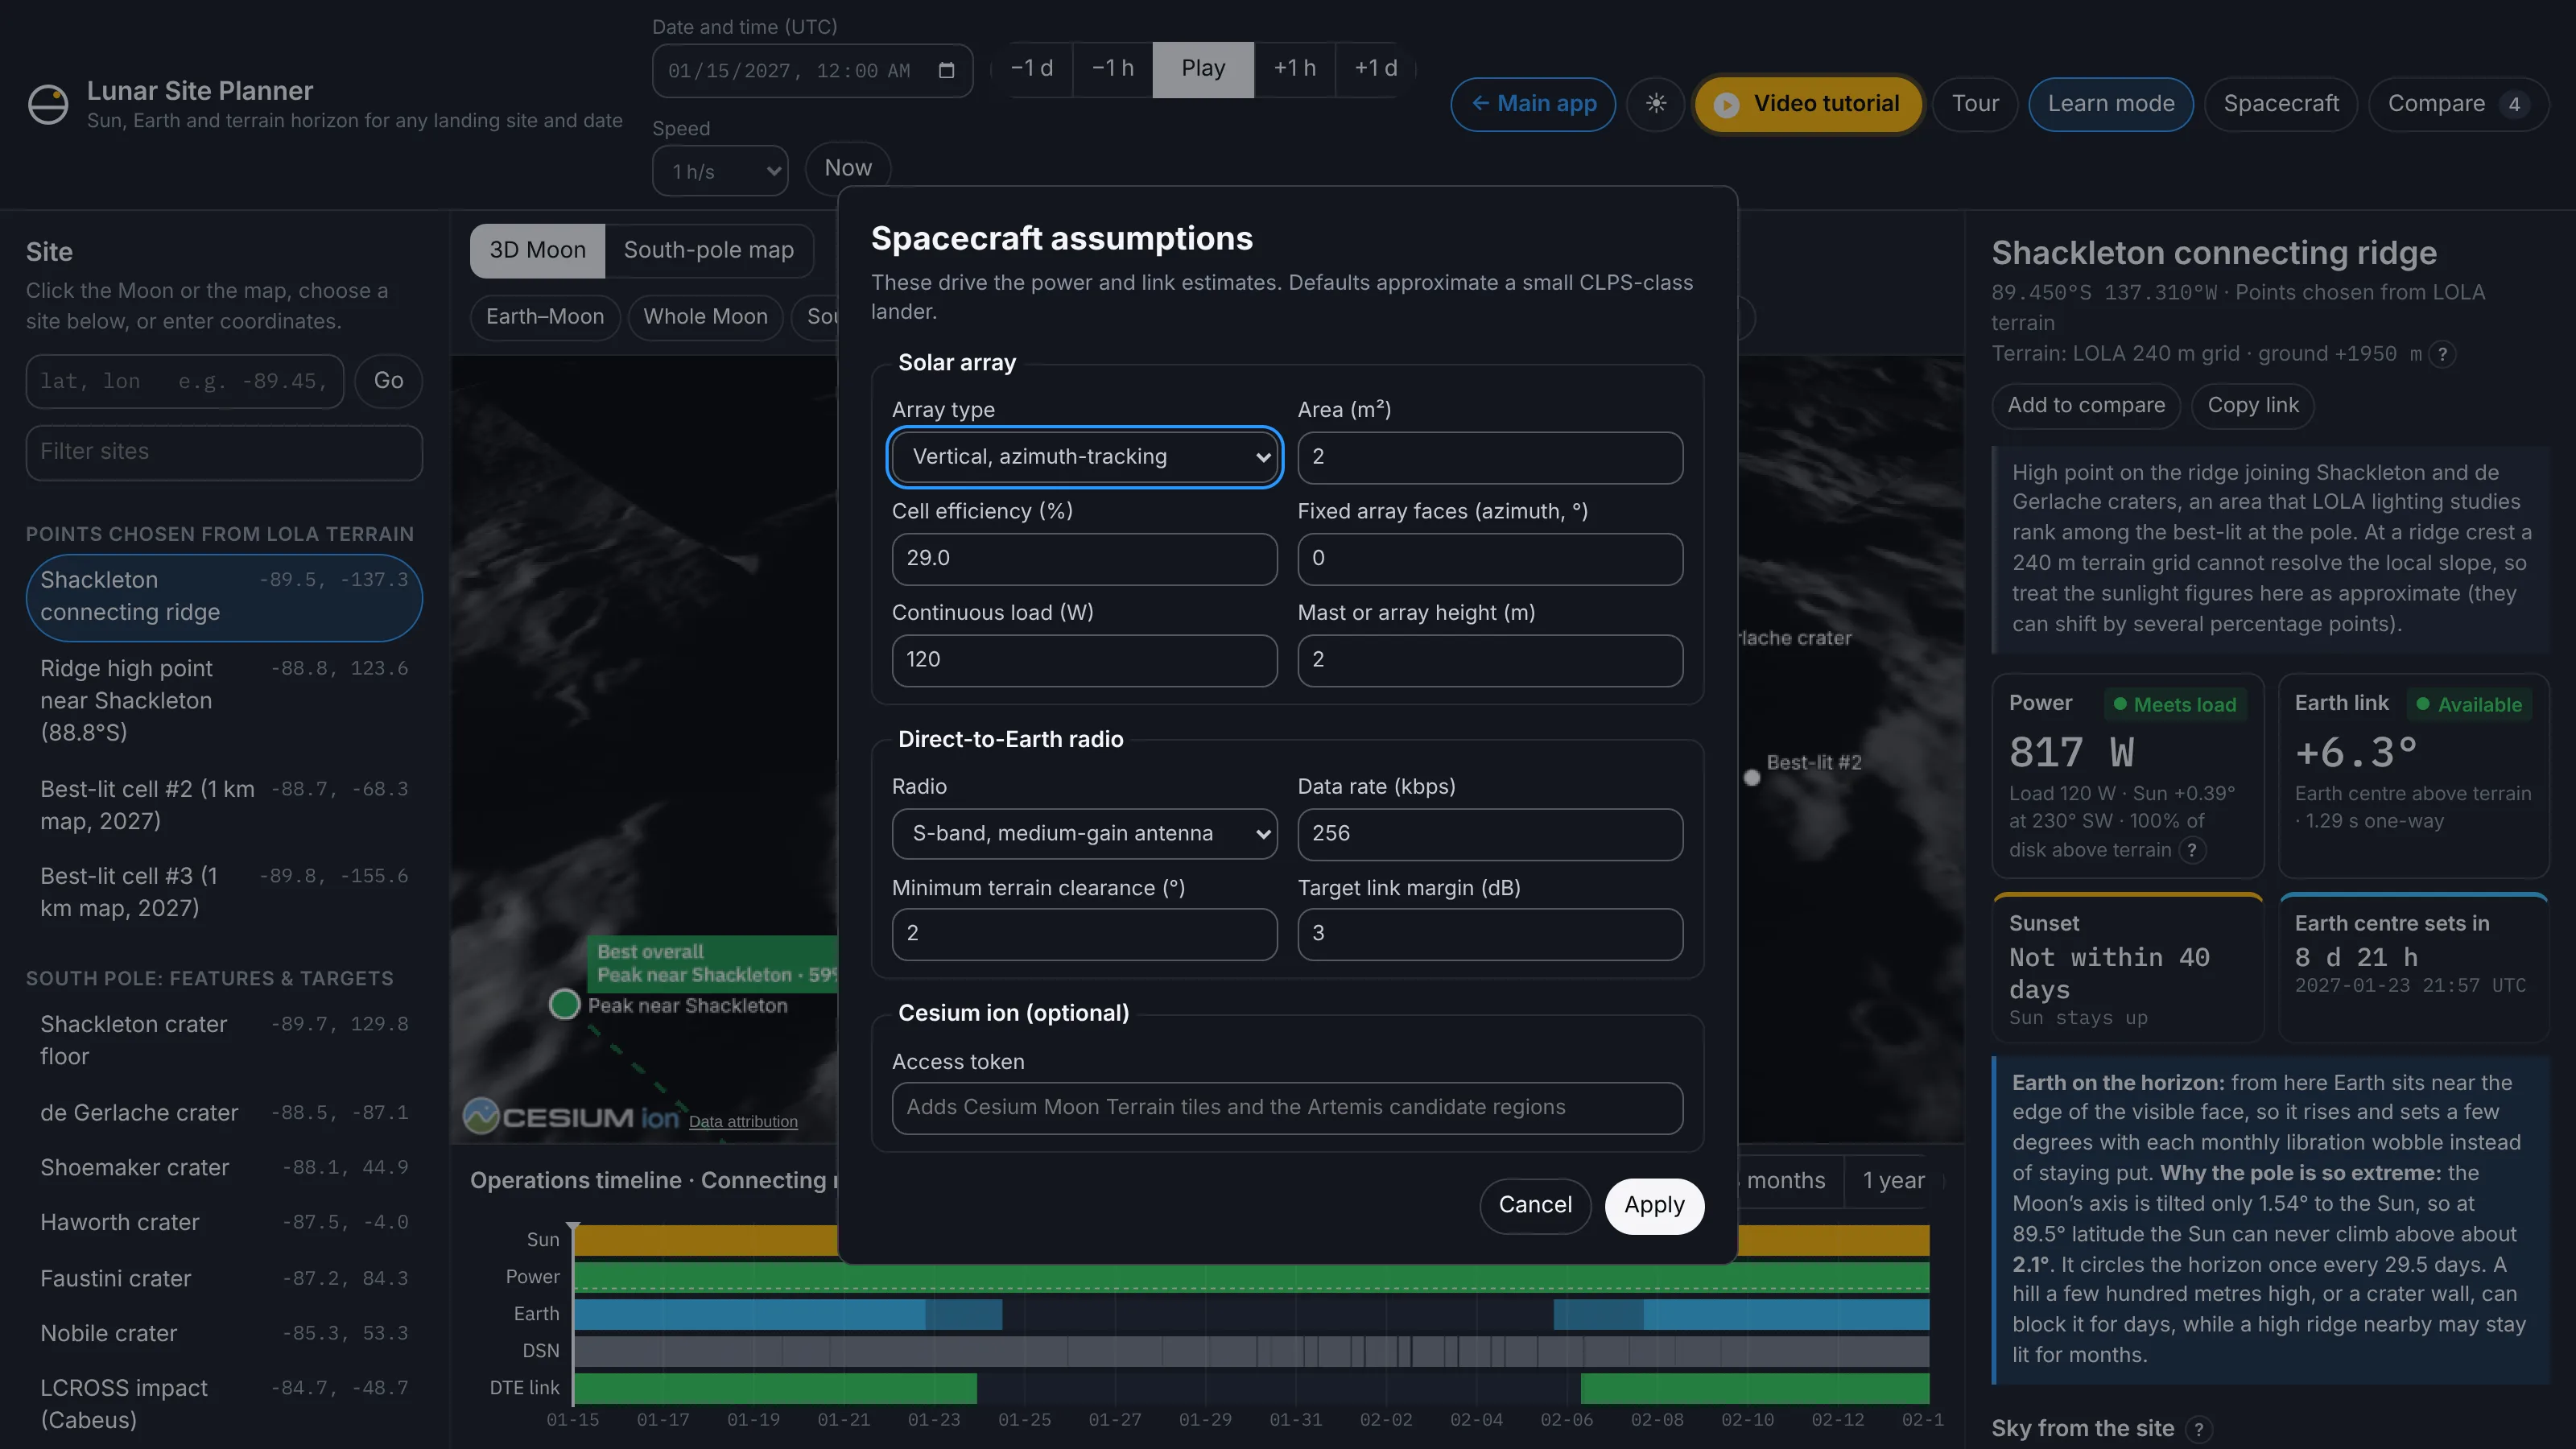 Lunar Site Planner
Sun, Earth and terrain horizon for any landing site and date
Date and time (UTC)
01/15/2027, 12:00 AM
−1 d
−1 h
Play
+1 h
+1 d
Speed
1 h/s
Now
← Main app
Video tutorial
Tour
Learn mode
Spacecraft
Compare 4
Site
Click the Moon or the map, choose a
site below, or enter coordinates.
lat, lon e.g. -89.45,
Go
Filter sites
POINTS CHOSEN FROM LOLA TERRAIN
Shackleton -89.5, -137.3
connecting ridge
Ridge high point -88.8, 123.6
near Shackleton
(88.8°S)
Best-lit cell #2 (1 km -88.7, -68.3
map, 2027)
Best-lit cell #3 (1 -89.8, -155.6
km map, 2027)
SOUTH POLE: FEATURES & TARGETS
Shackleton crater -89.7, 129.8
floor
de Gerlache crater -88.5, -87.1
Shoemaker crater -88.1, 44.9
Haworth crater -87.5, -4.0
Faustini crater -87.2, 84.3
Nobile crater -85.3, 53.3
LCROSS impact -84.7, -48.7
(Cabeus)
3D Moon
South-pole map
Earth–Moon
Whole Moon
Sou
Best overall
Peak near Shackleton · 59%
Peak near Shackleton
CESIUM ion
Data attribution
rlache crater
Best-lit #2
Spacecraft assumptions
These drive the power and link estimates. Defaults approximate a small CLPS-class
lander.
Solar array
Array type
Vertical, azimuth-tracking
Area (m²)
2
Cell efficiency (%)
29.0
Fixed array faces (azimuth, °)
0
Continuous load (W)
120
Mast or array height (m)
2
Direct-to-Earth radio
Radio
S-band, medium-gain antenna
Data rate (kbps)
256
Minimum terrain clearance (°)
2
Target link margin (dB)
3
Cesium ion (optional)
Access token
Adds Cesium Moon Terrain tiles and the Artemis candidate regions
Cancel
Apply
Operations timeline · Connecting
months
1 year
Sun
Power
Earth
DSN
DTE link
01-15 01-17 01-19 01-21 01-23 01-25 01-27 01-29 01-31 02-02 02-04 02-06 02-08 02-10 02-12 02-1
Shackleton connecting ridge
89.450°S 137.310°W · Points chosen from LOLA
terrain
Terrain: LOLA 240 m grid · ground +1950 m ?
Add to compare
Copy link
High point on the ridge joining Shackleton and de
Gerlache craters, an area that LOLA lighting studies
rank among the best-lit at the pole. At a ridge crest a
240 m terrain grid cannot resolve the local slope, so
treat the sunlight figures here as approximate (they
can shift by several percentage points).
Power
Meets load
817 W
Load 120 W · Sun +0.39°
at 230° SW · 100% of
disk above terrain ?
Earth link
Available
+6.3°
Earth centre above terrain
· 1.29 s one-way
Sunset
Not within 40
days
Sun stays up
Earth centre sets in
8 d 21 h
2027-01-23 21:57 UTC
Earth on the horizon: from here Earth sits near the
edge of the visible face, so it rises and sets a few
degrees with each monthly libration wobble instead
of staying put. Why the pole is so extreme: the
Moon’s axis is tilted only 1.54° to the Sun, so at
89.5° latitude the Sun can never climb above about
2.1°. It circles the horizon once every 29.5 days. A
hill a few hundred metres high, or a crater wall, can
block it for days, while a high ridge nearby may stay
lit for months.
Sky from the site ?